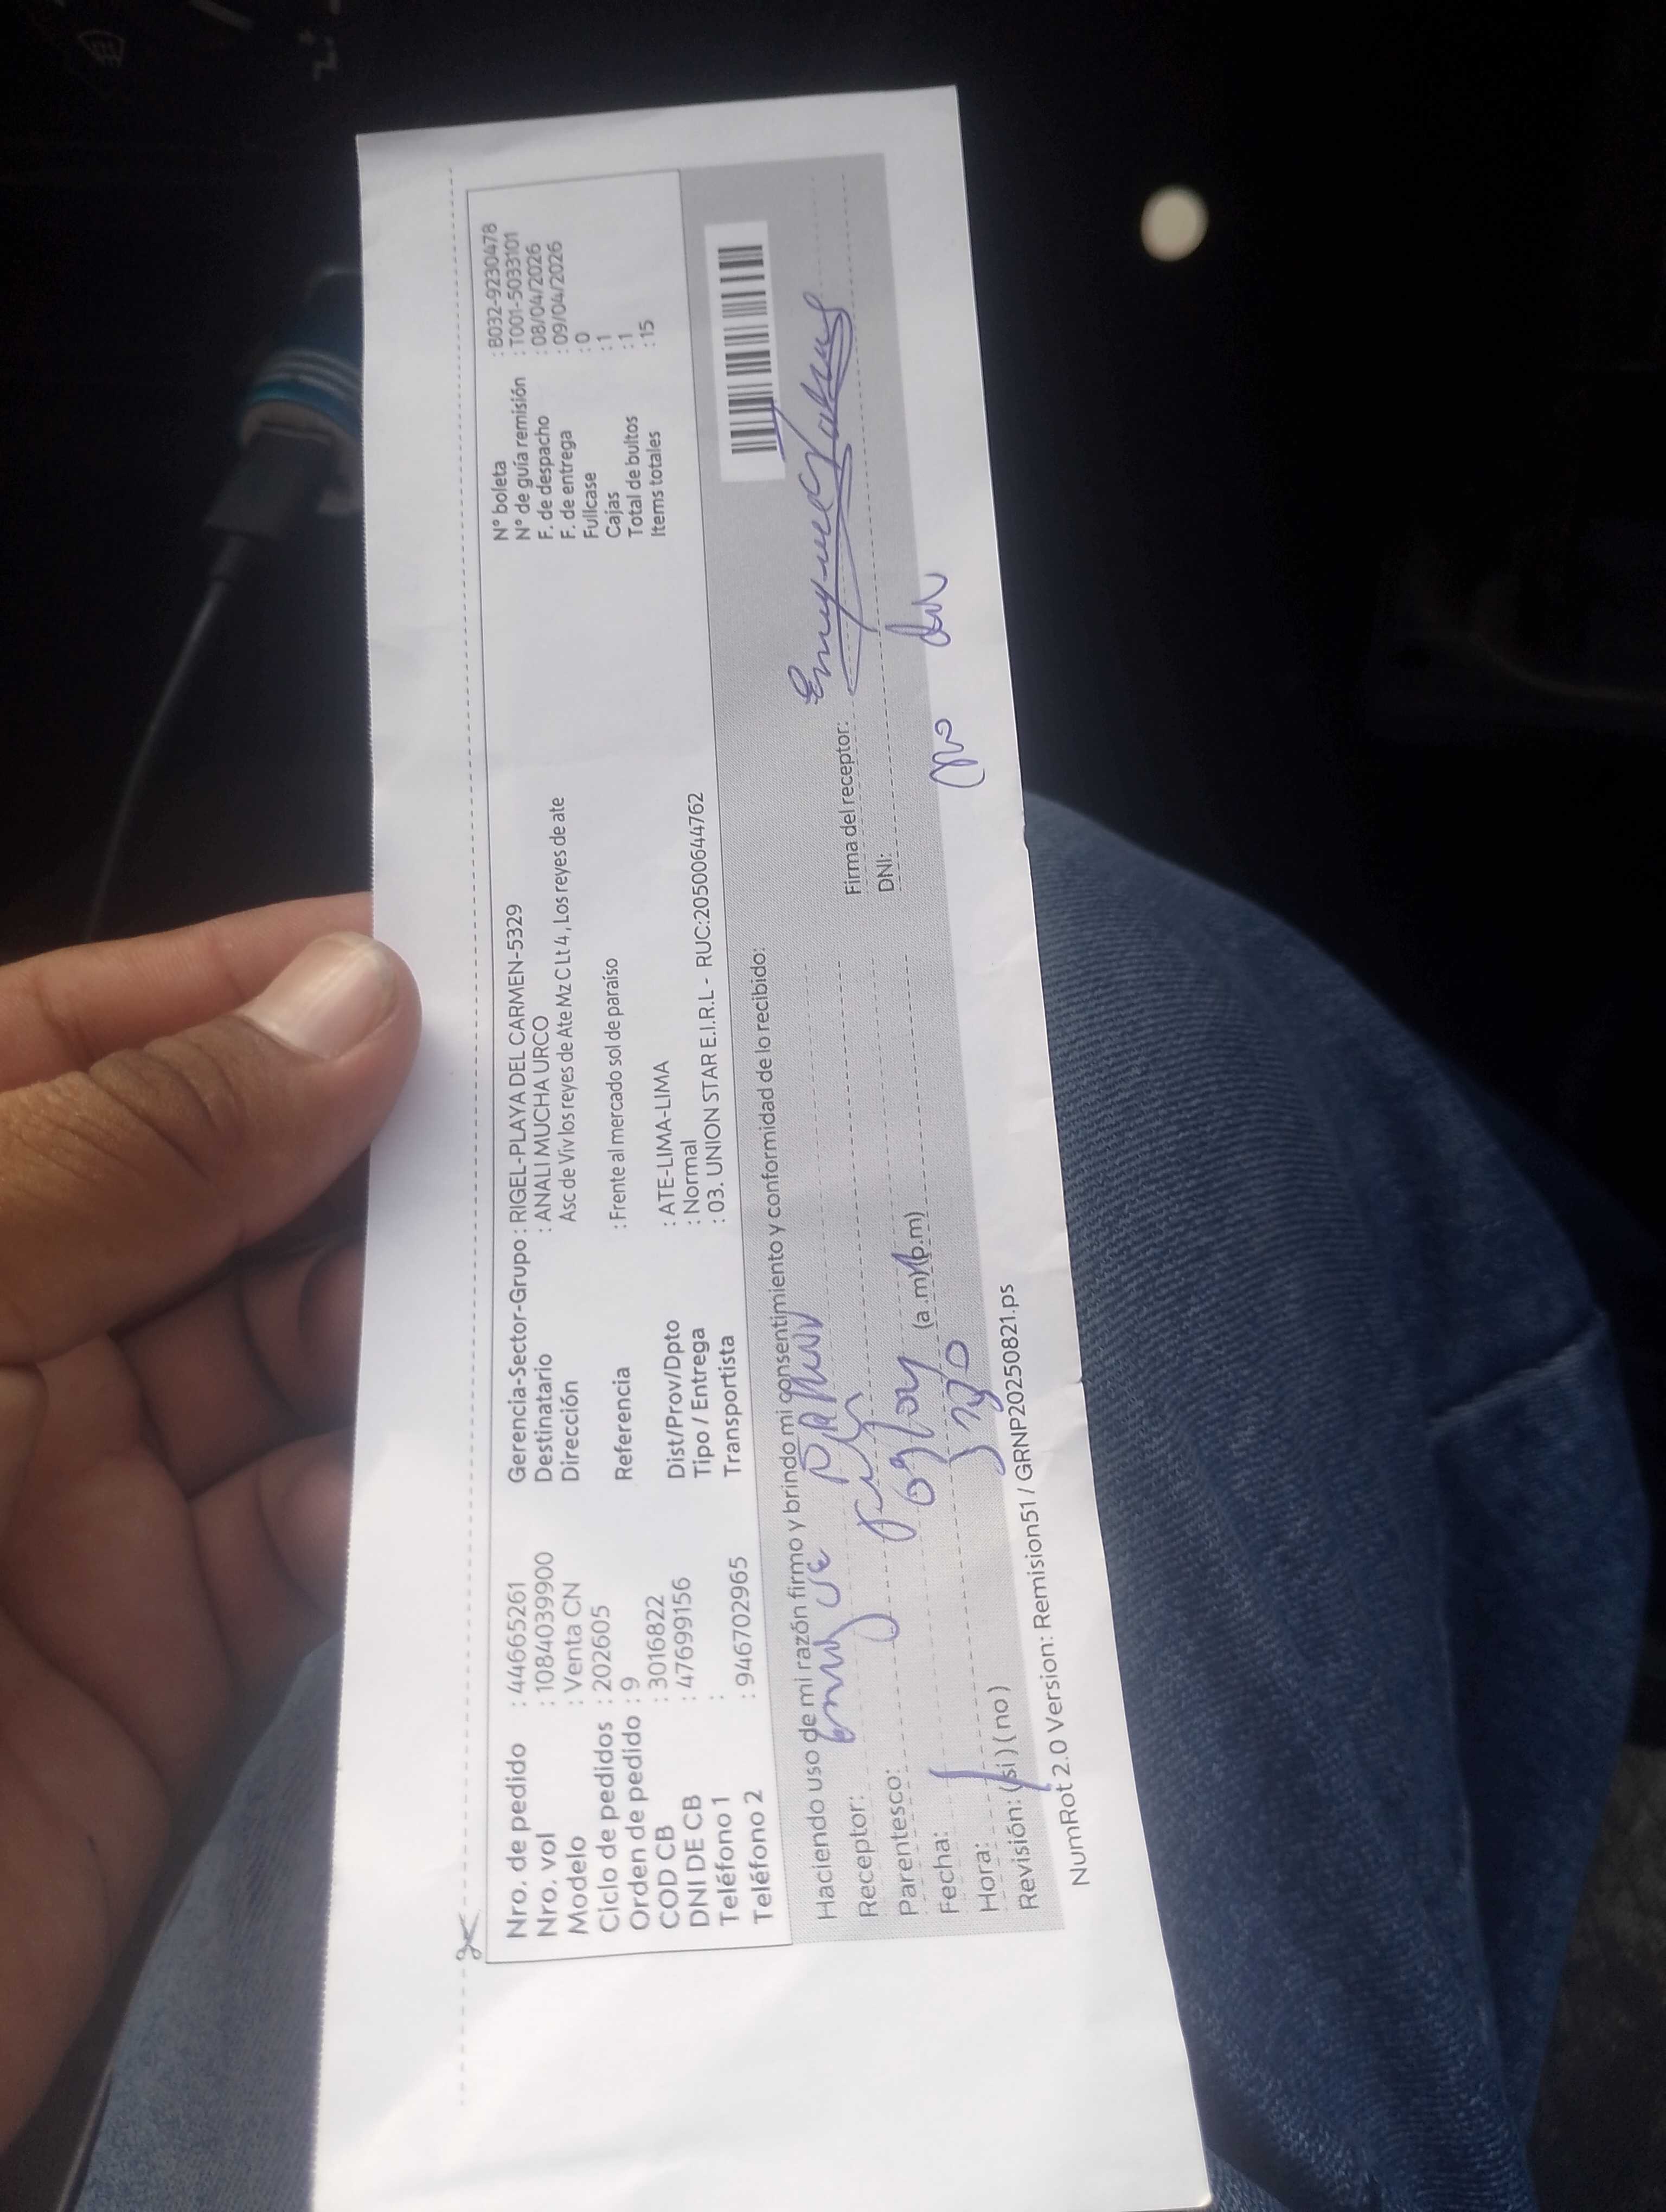 Nro. de pedido : 44665261
Nro. vol : 1084039900
Modelo : Venta CN
Ciclo de pedidos : 202605
Orden de pedido : 9
COD CB : 3016822
DNI DE CB : 47699156
Teléfono 1 :
Teléfono 2 : 946702965
Gerencia-Sector-Grupo : RIGEL-PLAYA DEL CARMEN-5329
Destinatario : ANALI MUCHA URCO
Dirección Asc de Viv los reyes de Ate Mz C Lt 4, Los reyes de ate
Referencia : Frente al mercado sol de paraíso
Dist/Prov/Dpto : ATE-LIMA-LIMA
Tipo / Entrega : Normal
Transportista : 03. UNION STAR E.I.R.L - RUC:20500644762
N° boleta : B032-9230478
N° de guía remisión : T001-5033101
F. de despacho : 08/04/2026
F. de entrega : 09/04/2026
Fullcase : 0
Cajas : 1
Total de bultos : 1
Items totales : 15
Haciendo uso de mi razón firmo y brindo mi consentimiento y conformidad de lo recibido:
Receptor:
Parentesco:
Fecha: 09/04
Hora: (a.m) (p.m)
Revisión: (si) (no)
Firma del receptor:
DNI:
NumRot 2.0 Version: Remision51 / GRNP20250821.ps